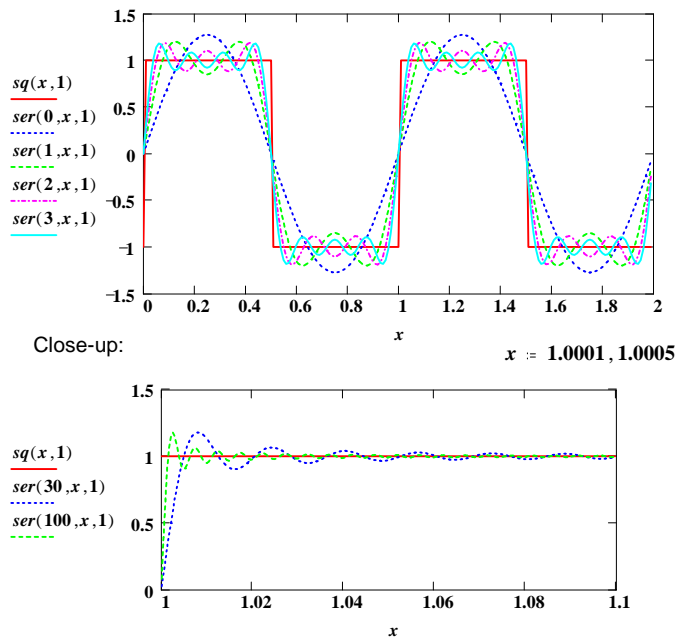 1.5
1
0.5
0
−0.5
−1
−1.5
sq(x,1)
ser(0,x,1)
ser(1,x,1)
ser(2,x,1)
ser(3,x,1)
0 0.2 0.4 0.6 0.8 1 1.2 1.4 1.6 1.8 2
x
Close-up:
x := 1.0001, 1.0005
1.5
1
0.5
0
sq(x,1)
ser(30,x,1)
ser(100,x,1)
1 1.02 1.04 1.06 1.08 1.1
x